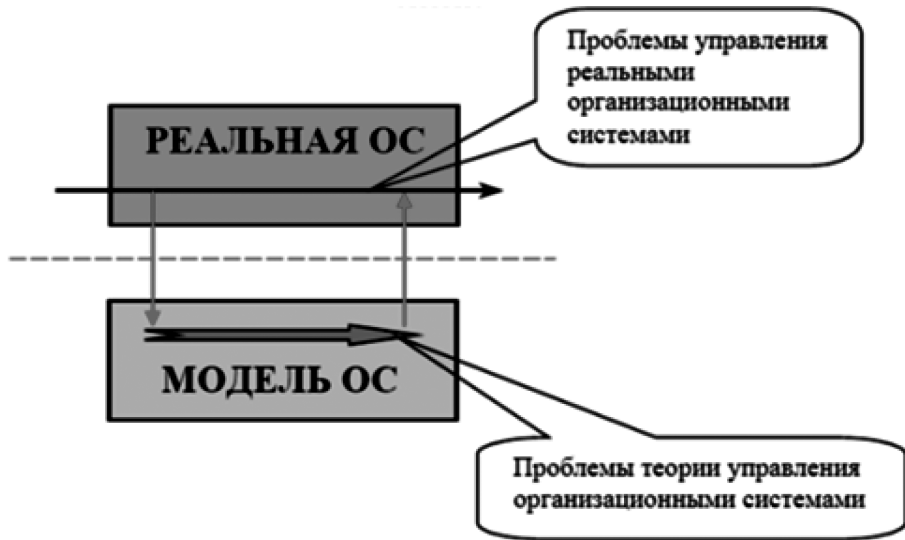 Проблемы управления
реальными
организационными
системами
РЕАЛЬНАЯ ОС
МОДЕЛЬ ОС
Проблемы теории управления
организационными системами